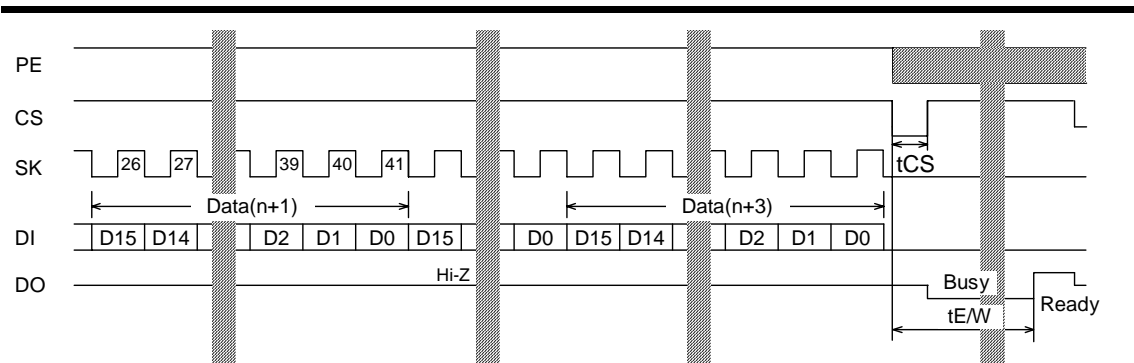 PE
CS
SK 26 27 39 40 41 tCS
Data(n+1) Data(n+3)
DI D15 D14 D2 D1 D0 D15 D0 D15 D14 D2 D1 D0
Hi-Z
DO Busy
Ready
tE/W